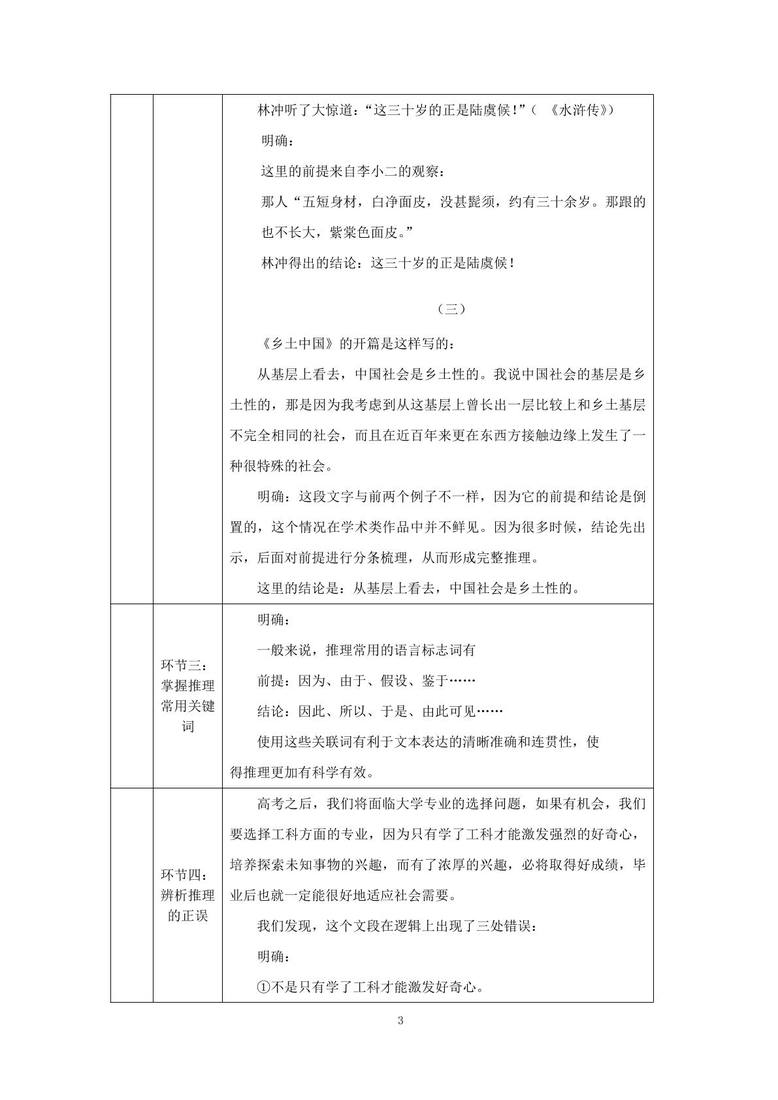 林冲听了大惊道：“这三十岁的正是陆虞候！”（ 《水浒传》）
明确：
这里的前提来自李小二的观察：
那人“五短身材，白净面皮，没甚髭须，约有三十余岁。那跟的
也不长大，紫棠色面皮。”
林冲得出的结论：这三十岁的正是陆虞候！
（三）
《乡土中国》的开篇是这样写的：
从基层上看去，中国社会是乡土性的。我说中国社会的基层是乡
土性的，那是因为我考虑到从这基层上曾长出一层比较上和乡土基层
不完全相同的社会，而且在近百年来更在东西方接触边缘上发生了一
种很特殊的社会。
明确：这段文字与前两个例子不一样，因为它的前提和结论是倒
置的，这个情况在学术类作品中并不鲜见。因为很多时候，结论先出
示，后面对前提进行分条梳理，从而形成完整推理。
这里的结论是：从基层上看去，中国社会是乡土性的。
环节三：
掌握推理
常用关键
词
明确：
一般来说，推理常用的语言标志词有
前提：因为、由于、假设、鉴于……
结论：因此、所以、于是、由此可见……
使用这些关联词有利于文本表达的清晰准确和连贯性，使
得推理更加有科学有效。
环节四：
辨析推理
的正误
高考之后，我们将面临大学专业的选择问题，如果有机会，我们
要选择工科方面的专业，因为只有学了工科才能激发强烈的好奇心，
培养探索未知事物的兴趣，而有了浓厚的兴趣，必将取得好成绩，毕
业后也就一定能很好地适应社会需要。
我们发现，这个文段在逻辑上出现了三处错误：
明确：
①不是只有学了工科才能激发好奇心。
3